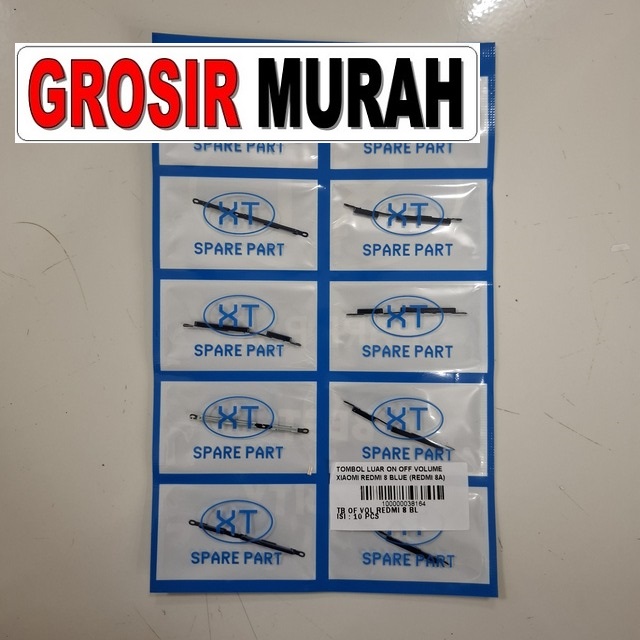 GROSIR MURAH
SPARE PART
SPARE PART
XT
SPARE PART
XT
SPARE PART
XT
SPARE PART
XT
SPARE PART
XT
SPARE PART
XT
SPARE PART
TOMBOL LUAR ON OFF VOLUME
XIAOMI REDMI 8 BLUE (REDMI 8A)
100000038164
TB OF VOL REDMI 8 BL
ISI : 10 PCS
XT
SPARE PART
SPARE PART